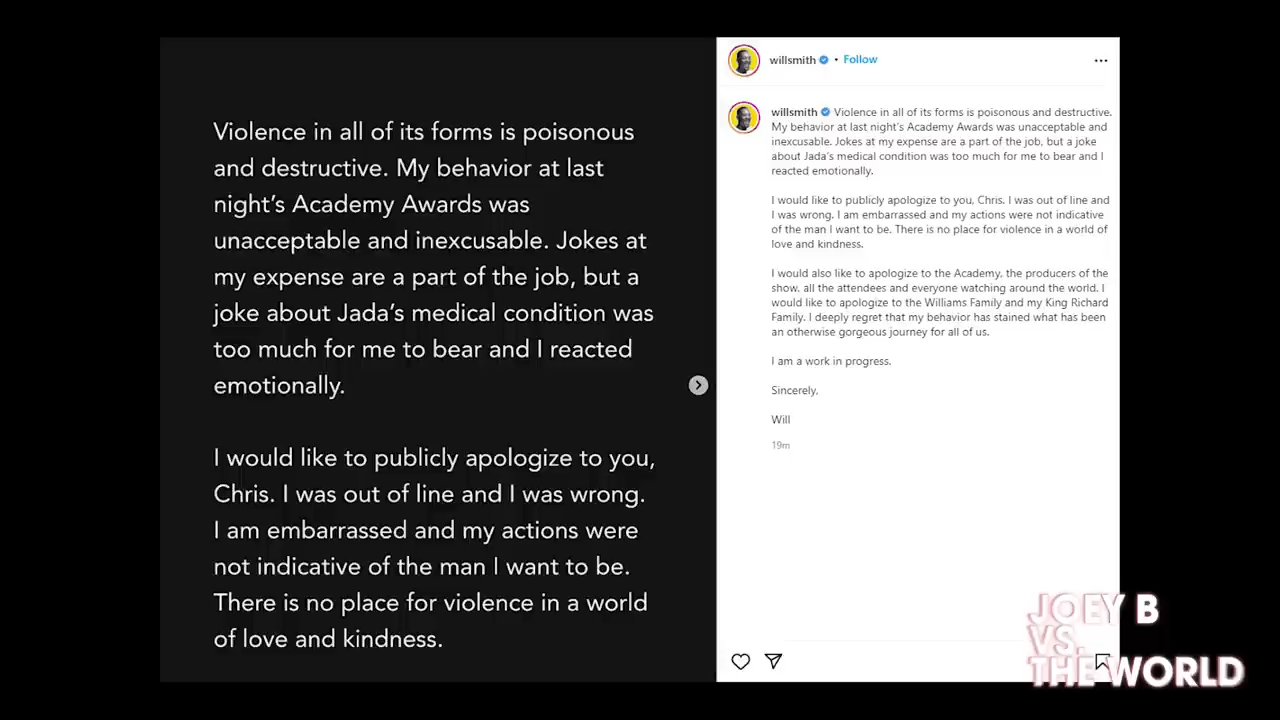 Violence in all of its forms is poisonous
and destructive. My behavior at last
night's Academy Awards was
unacceptable and inexcusable. Jokes at
my expense are a part of the job, but a
joke about Jada's medical condition was
too much for me to bear and I reacted
emotionally.
I would like to publicly apologize to you,
Chris. I was out of line and I was wrong.
I am embarrassed and my actions were
not indicative of the man I want to be.
There is no place for violence in a world
of love and kindness.
willsmith • Follow
willsmith Violence in all of its forms is poisonous and destructive.
My behavior at last night's Academy Awards was unacceptable and
inexcusable. Jokes at my expense are a part of the job, but a joke
about Jada's medical condition was too much for me to bear and I
reacted emotionally.
I would like to publicly apologize to you, Chris. I was out of line and
I was wrong. I am embarrassed and my actions were not indicative
of the man I want to be. There is no place for violence in a world of
love and kindness.
I would also like to apologize to the Academy, the producers of the
show, all the attendees and everyone watching around the world. I
would like to apologize to the Williams Family and my King Richard
Family. I deeply regret that my behavior has stained what has been
an otherwise gorgeous journey for all of us.
I am a work in progress.
Sincerely,
Will
19m
JOEY B
VS.
THE WORLD